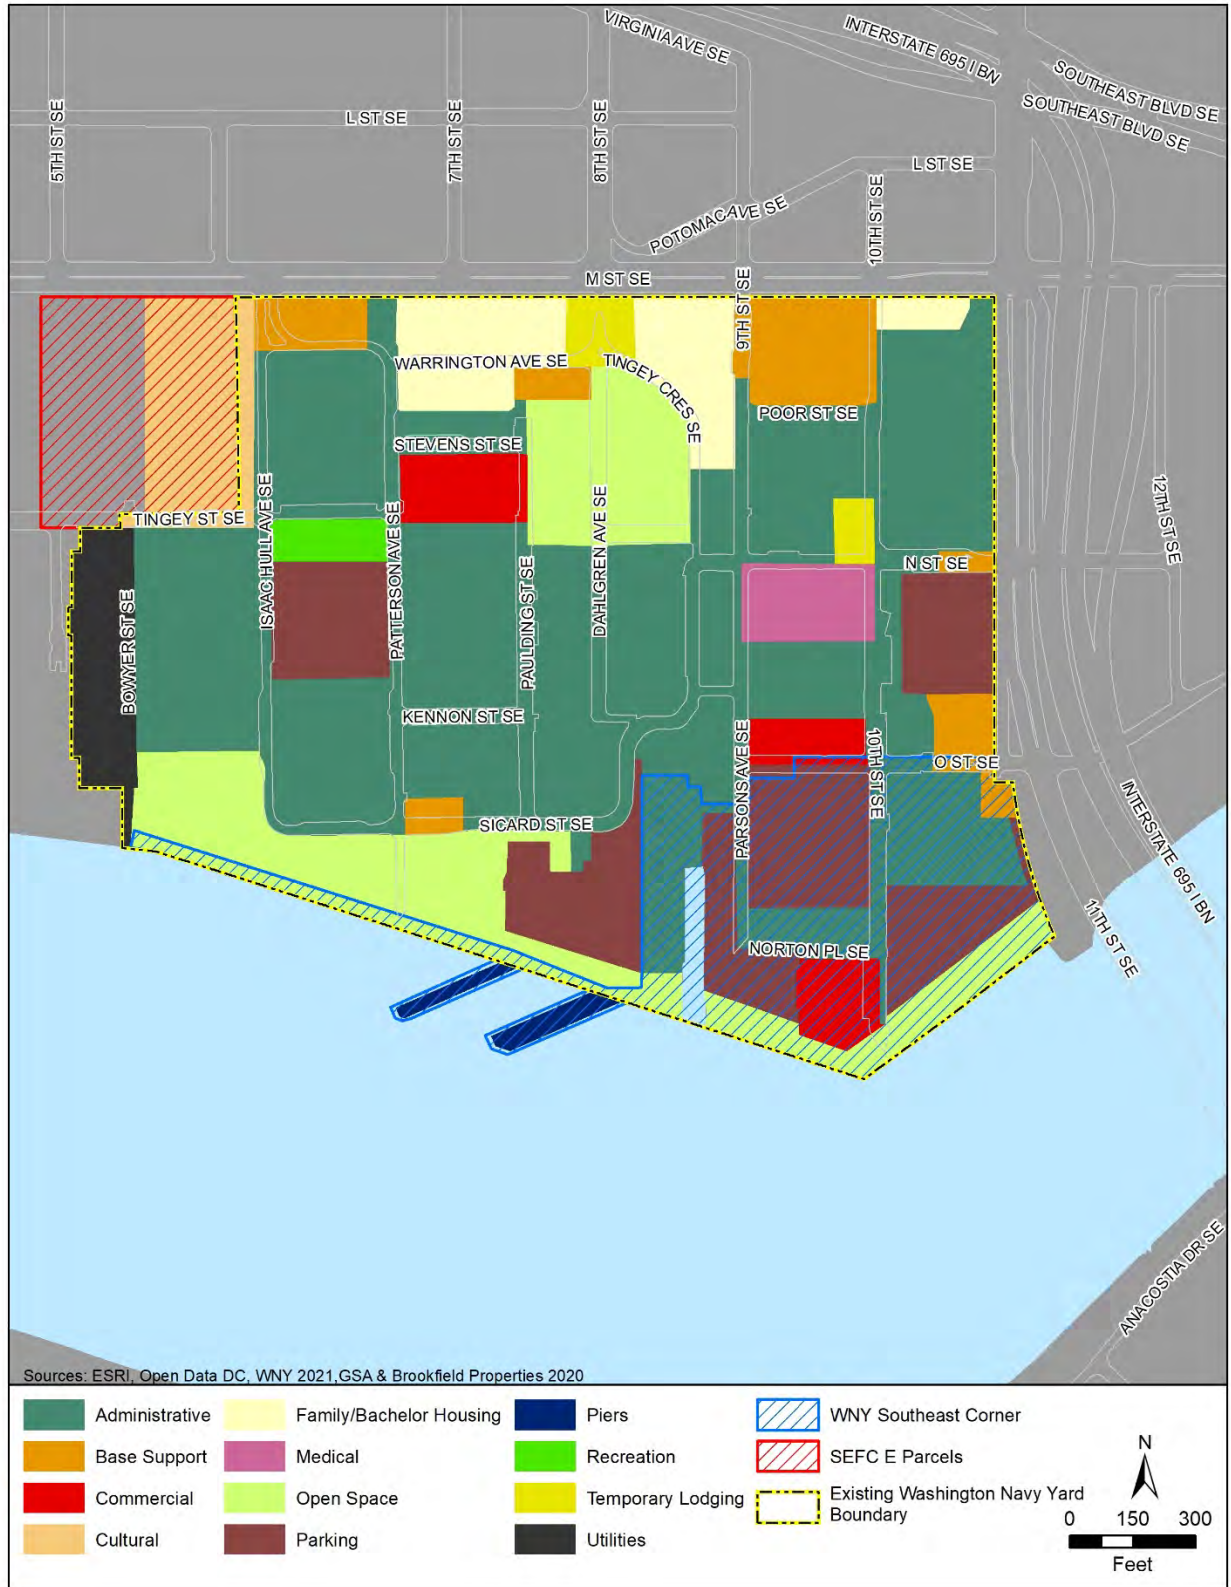 VIRGINIA AVE SE
INTERSTATE 695 I BN
SOUTHEAST BLVD SE
SOUTHEAST BLVD SE
5TH ST SE
L ST SE
7TH ST SE
8TH ST SE
L ST SE
POTOMAC AVE SE
10TH ST SE
M ST SE
9TH ST SE
WARRINGTON AVE SE
TINGEY CRES SE
POOR ST SE
STEVENS ST SE
TINGEY ST SE
ISAAC HULL AVE SE
PATTERSON AVE SE
DAHLGREN AVE SE
12TH ST SE
N ST SE
BOWYER ST SE
PAULDING ST SE
KENNON ST SE
PARSONS AVE SE
10TH ST SE
O ST SE
SICARD ST SE
INTERSTATE 695 I BN
11TH ST SE
NORTON PL SE
ANACOSTIA DR SE
Sources: ESRI, Open Data DC, WNY 2021,GSA & Brookfield Properties 2020
Administrative
Base Support
Commercial
Cultural
Family/Bachelor Housing
Medical
Open Space
Parking
Piers
Recreation
Temporary Lodging
Utilities
WNY Southeast Corner
SEFC E Parcels
Existing Washington Navy Yard
Boundary
N
0 150 300
Feet